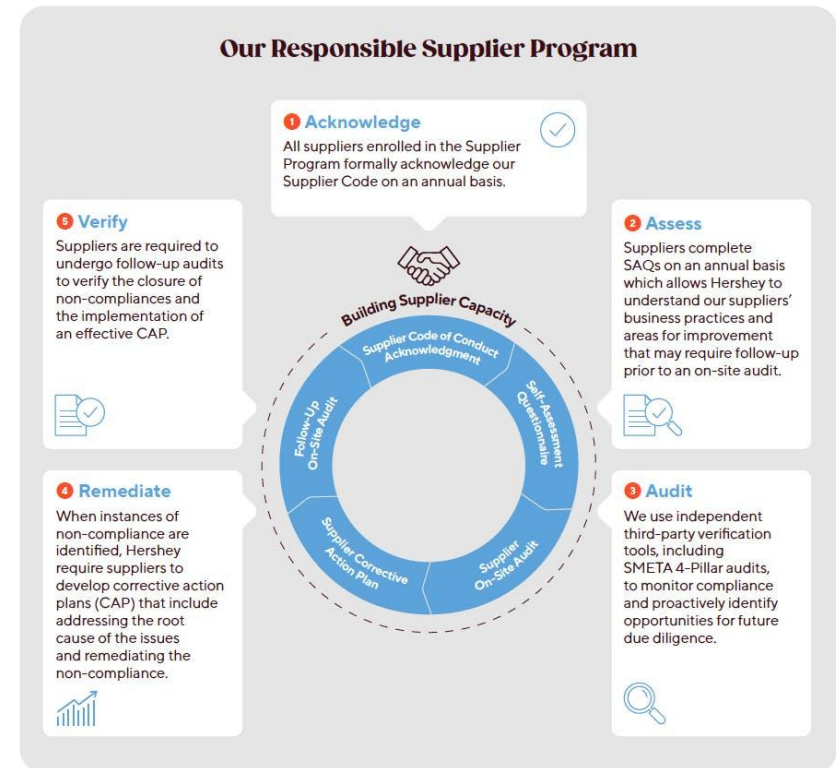 Our Responsible Supplier Program
1 Acknowledge
All suppliers enrolled in the Supplier
Program formally acknowledge our
Supplier Code on an annual basis.
2 Assess
Suppliers complete
SAQs on an annual basis
which allows Hershey to
understand our suppliers'
business practices and
areas for improvement
that may require follow-up
prior to an on-site audit.
3 Audit
We use independent
third-party verification
tools, including
SMETA 4-Pillar audits,
to monitor compliance
and proactively identify
opportunities for future
due diligence.
4 Remediate
When instances of
non-compliance are
identified, Hershey
require suppliers to
develop corrective action
plans (CAP) that include
addressing the root
cause of the issues
and remediating the
non-compliance.
5 Verify
Suppliers are required to
undergo follow-up audits
to verify the closure of
non-compliances and
the implementation of
an effective CAP.
Building Supplier Capacity
Supplier Code of Conduct
Acknowledgment
Self-Assessment
Questionnaire
Supplier
On-Site Audit
Supplier Corrective
Action Plan
Follow-Up
On-Site Audit